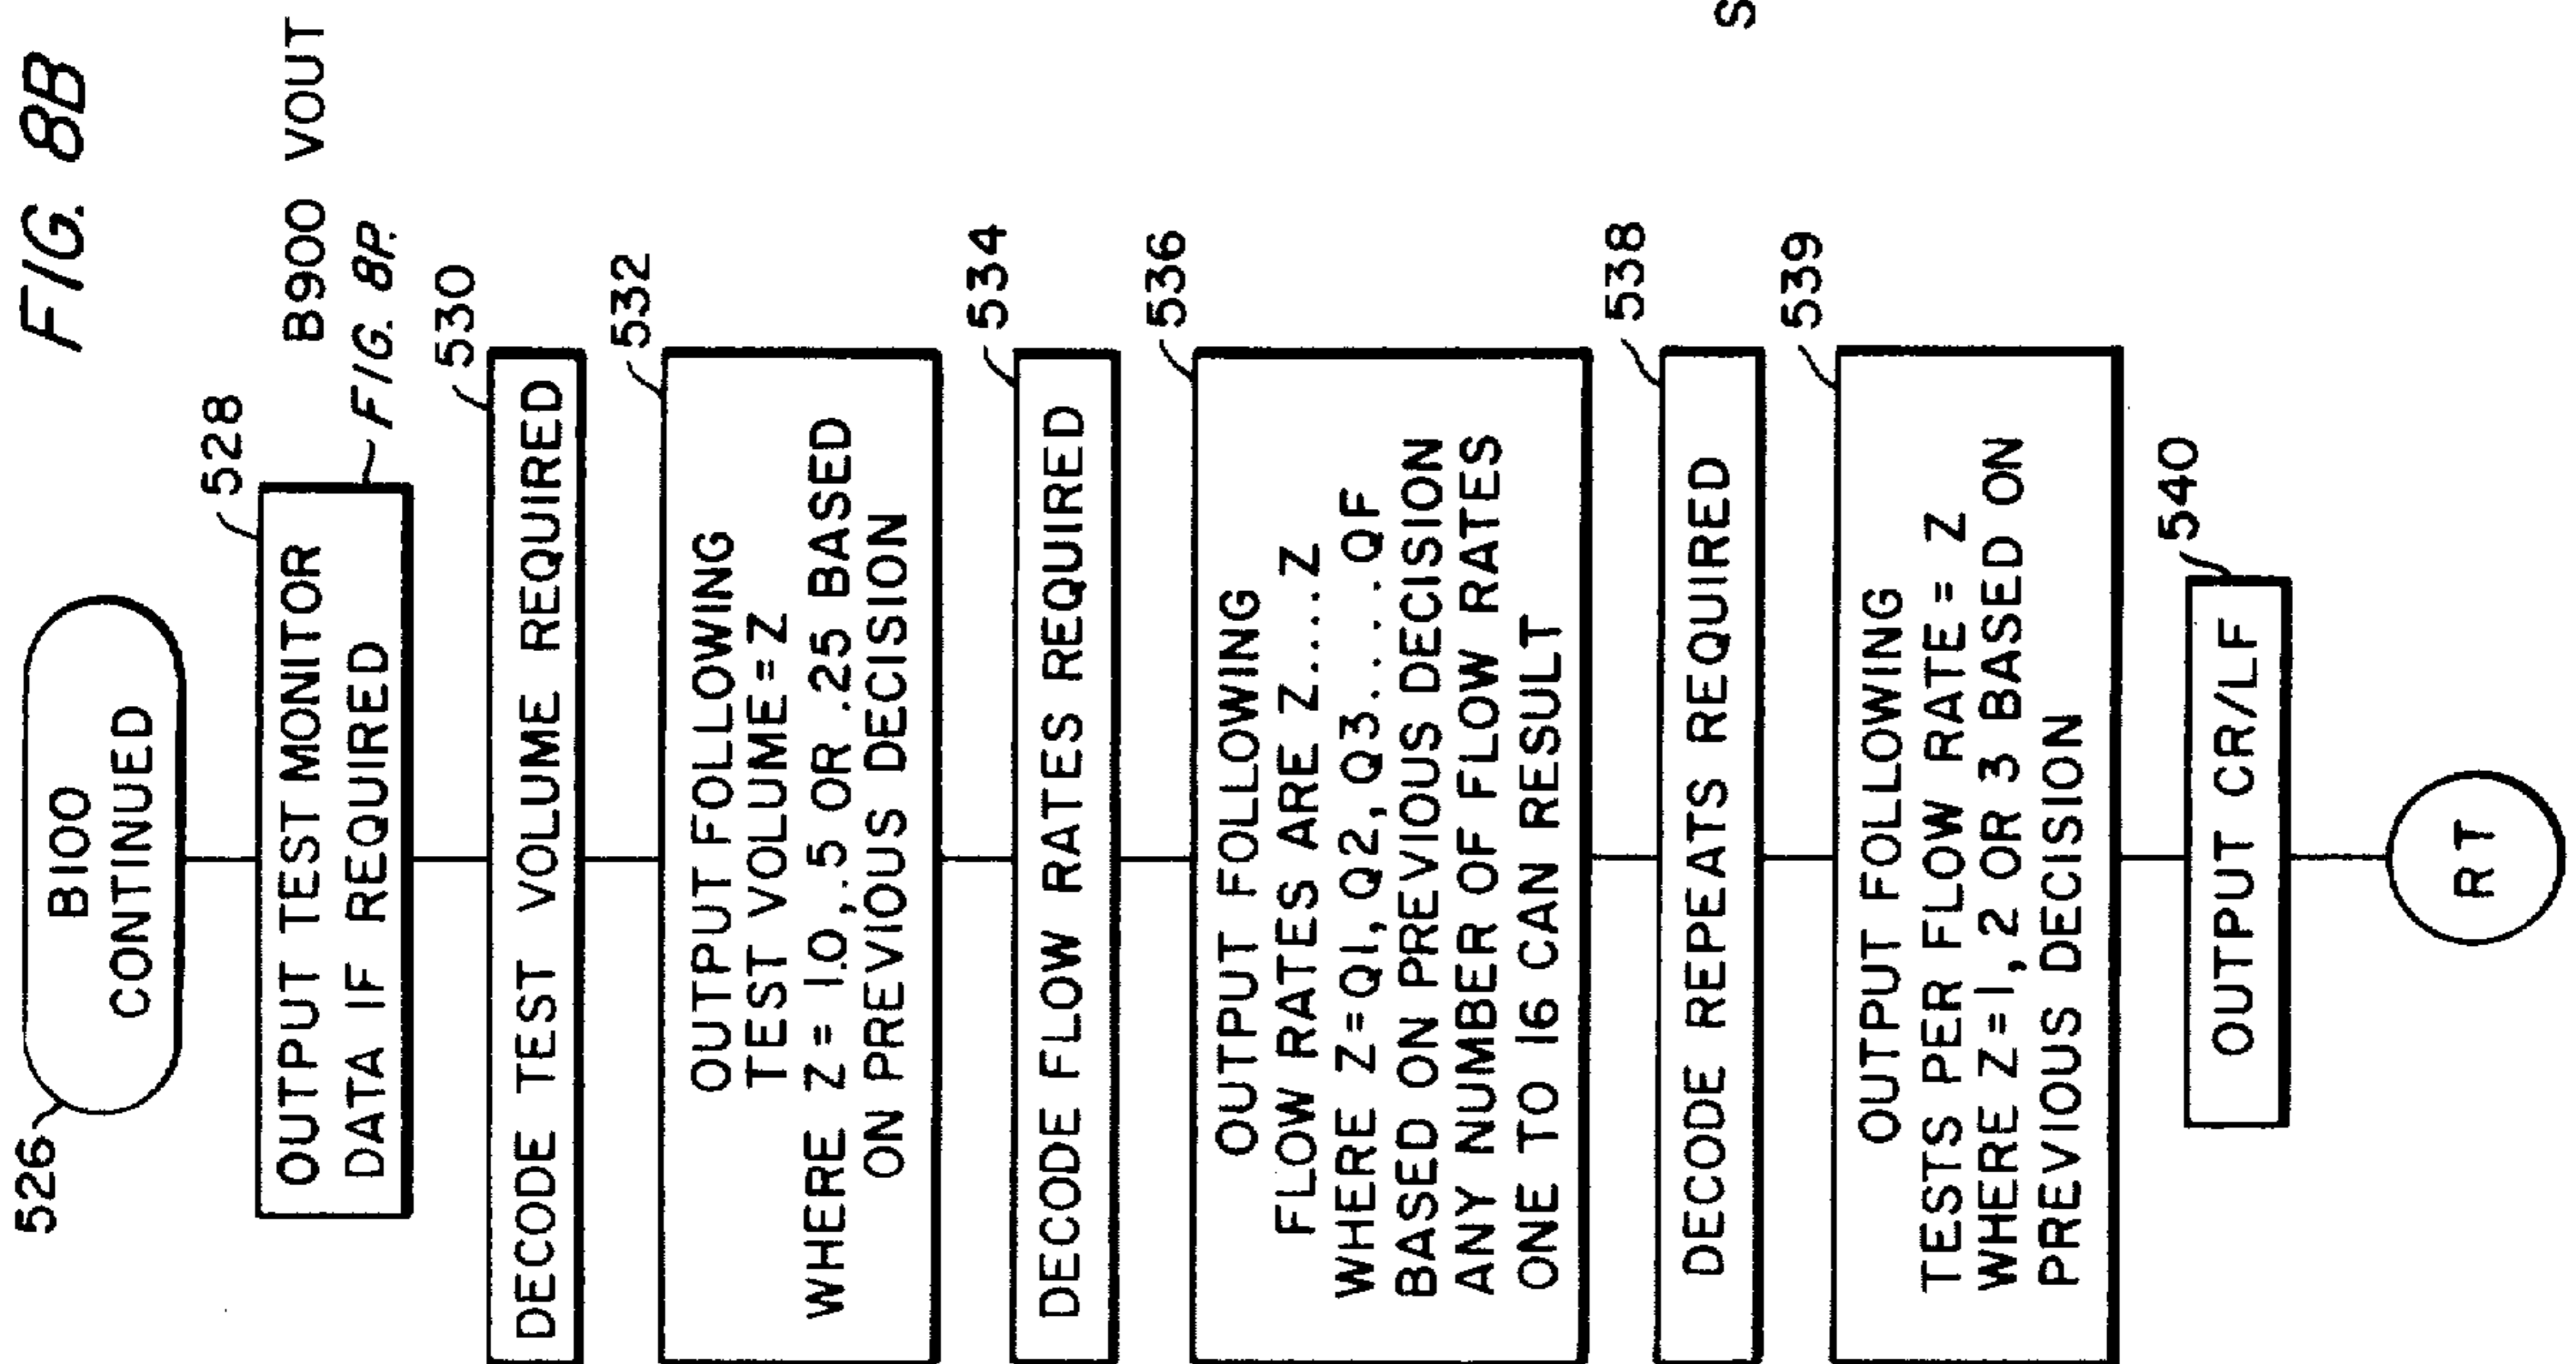 FIG. 8B
526
B100
CONTINUED
528
B900 VOUT
OUTPUT TEST MONITOR
DATA IF REQUIRED
FIG. 8P.
530
DECODE TEST VOLUME REQUIRED
532
OUTPUT FOLLOWING
TEST VOLUME = Z
WHERE Z = 1.0, .5 OR .25 BASED
ON PREVIOUS DECISION
534
DECODE FLOW RATES REQUIRED
536
OUTPUT FOLLOWING
FLOW RATES ARE Z.....Z
WHERE Z=Q1, Q2, Q3.....QF
BASED ON PREVIOUS DECISION
ANY NUMBER OF FLOW RATES
ONE TO 16 CAN RESULT
538
DECODE REPEATS REQUIRED
539
OUTPUT FOLLOWING
TESTS PER FLOW RATE = Z
WHERE Z=1, 2 OR 3 BASED ON
PREVIOUS DECISION
540
OUTPUT CR/LF
RT
S